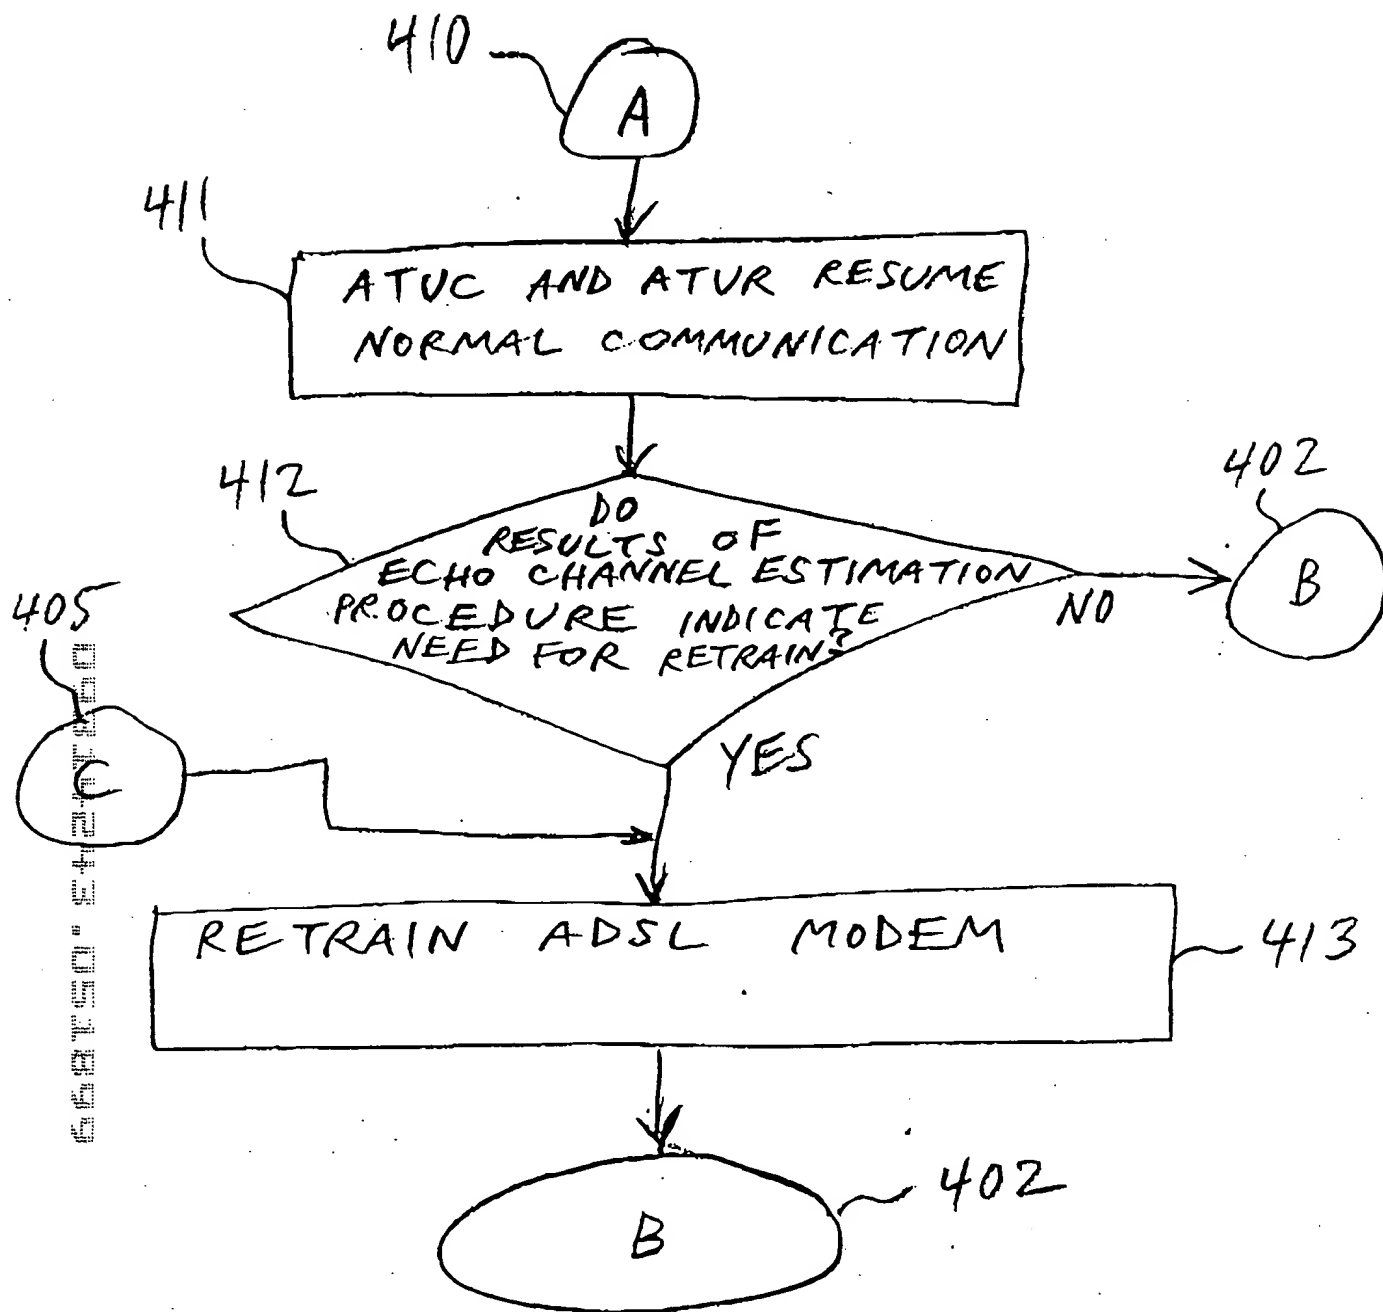 410
A
411
ATUC AND ATUR RESUME
NORMAL COMMUNICATION
412
DO
RESULTS OF
ECHO CHANNEL ESTIMATION
PROCEDURE INDICATE
NEED FOR RETRAIN?
402
B
NO
405
C
YES
RETRAIN ADSL MODEM
413
402
B